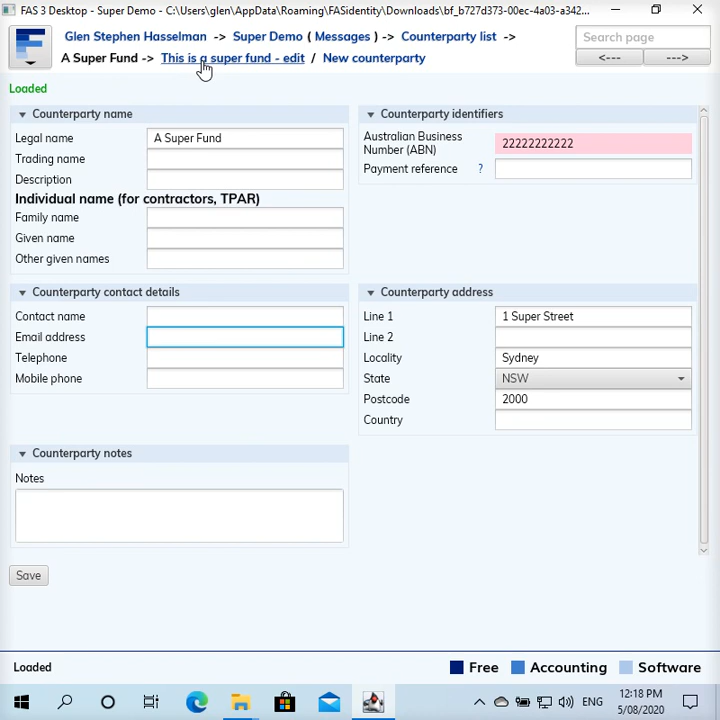 FAS 3 Desktop - Super Demo - C:\Users\glen\AppData\Roaming\FASidentity\Downloads\bf_b727d373-00ec-4a03-a342...
Glen Stephen Hasselman -> Super Demo ( Messages ) -> Counterparty list ->
A Super Fund -> This is a super fund - edit / New counterparty
Search page
<--- --->
Loaded
Counterparty name
Legal name A Super Fund
Trading name
Description
Individual name (for contractors, TPAR)
Family name
Given name
Other given names
Counterparty identifiers
Australian Business
Number (ABN) 22222222222
Payment reference ?
Counterparty contact details
Contact name
Email address
Telephone
Mobile phone
Counterparty address
Line 1 1 Super Street
Line 2
Locality Sydney
State NSW
Postcode 2000
Country
Counterparty notes
Notes
Save
Loaded
Free Accounting Software
ENG
12:18 PM
5/08/2020